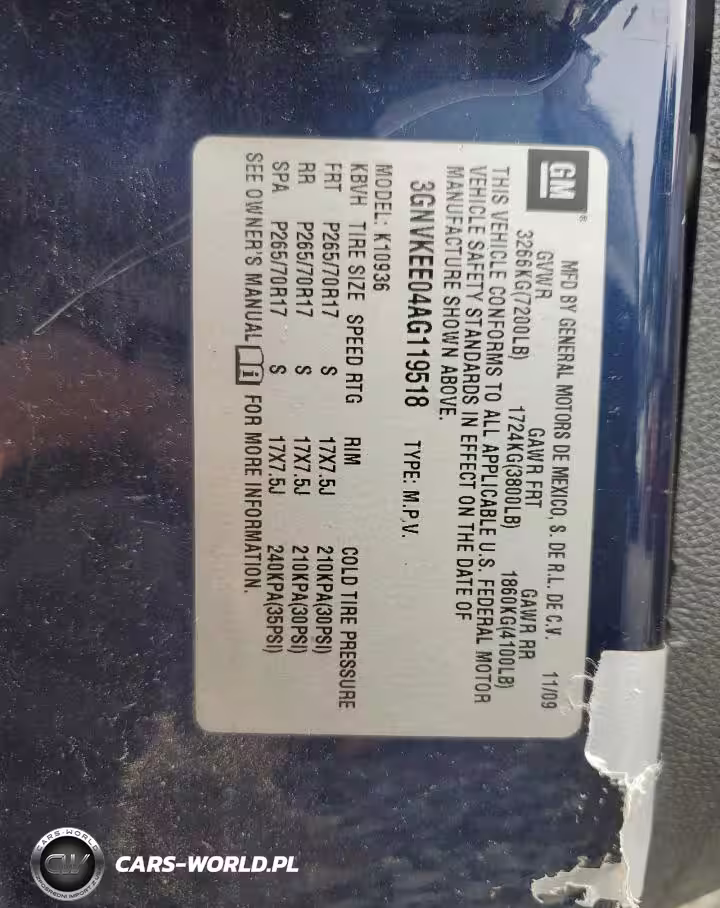 GM®
MFD BY GENERAL MOTORS DE MEXICO, S. DE R.L. DE C.V. 11/09
GVWR GAWR FRT GAWR RR
3266KG(7200LB) 1724KG(3800LB) 1860KG(4100LB)
THIS VEHICLE CONFORMS TO ALL APPLICABLE U.S. FEDERAL MOTOR
VEHICLE SAFETY STANDARDS IN EFFECT ON THE DATE OF
MANUFACTURE SHOWN ABOVE.
3GNVKEE04AG119518 TYPE: M.P.V.
MODEL: K10936
KBVH TIRE SIZE SPEED RTG RIM COLD TIRE PRESSURE
FRT P265/70R17 S 17X7.5J 210KPA(30PSI)
RR P265/70R17 S 17X7.5J 210KPA(30PSI)
SPA P265/70R17 S 17X7.5J 240KPA(35PSI)
SEE OWNER'S MANUAL i FOR MORE INFORMATION.
CARS-WORLD
CW
CARS-WORLD.PL